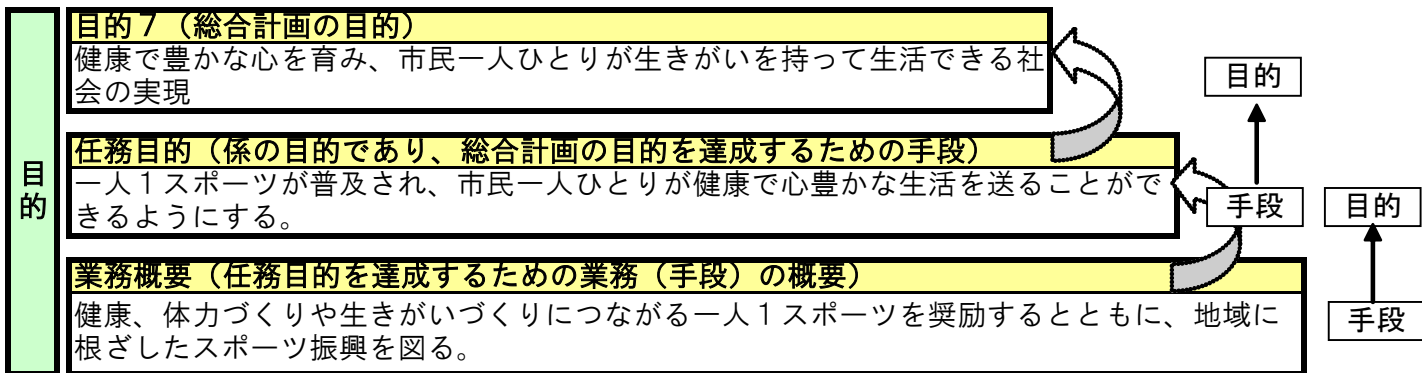 目的
目的７（総合計画の目的）
健康で豊かな心を育み、市民一人ひとりが生きがいを持って生活できる社
会の実現
任務目的（係の目的であり、総合計画の目的を達成するための手段）
一人１スポーツが普及され、市民一人ひとりが健康で心豊かな生活を送ることがで
きるようにする。
業務概要（任務目的を達成するための業務（手段）の概要）
健康、体力づくりや生きがいづくりにつながる一人１スポーツを奨励するとともに、地域に
根ざしたスポーツ振興を図る。
目的
手段
目的
手段